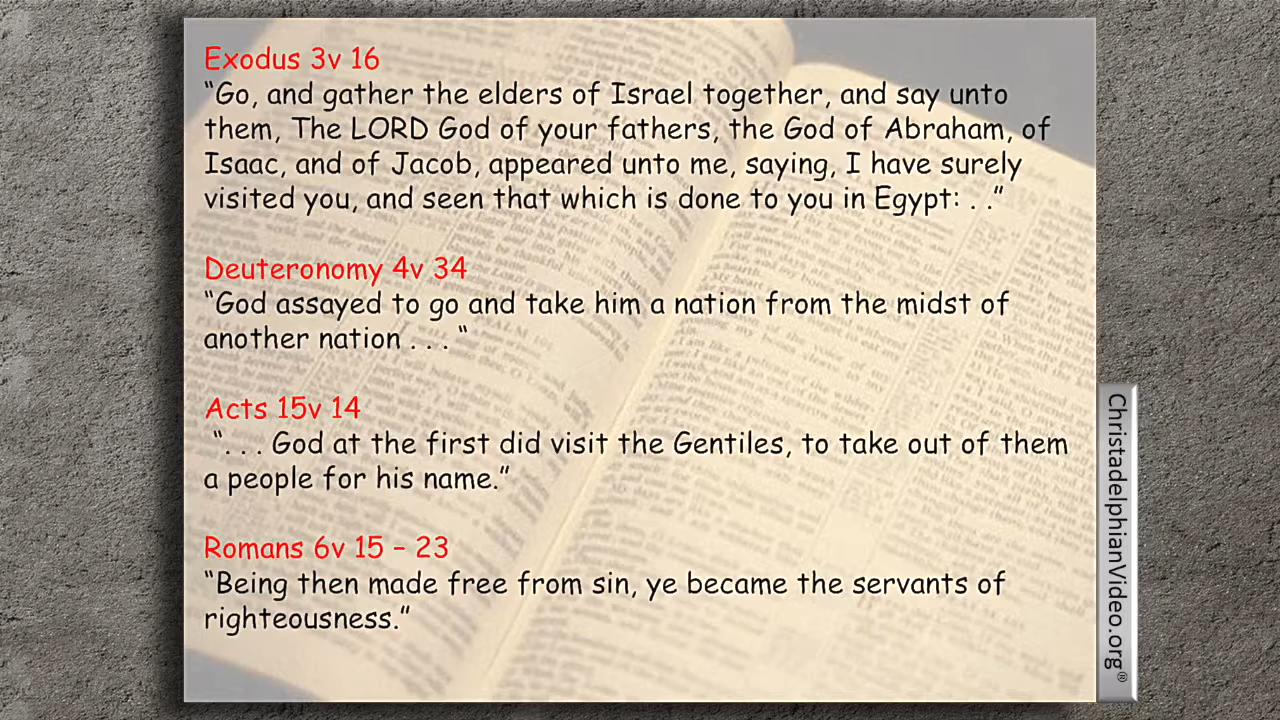 Exodus 3v 16
“Go, and gather the elders of Israel together, and say unto
them, The LORD God of your fathers, the God of Abraham, of
Isaac, and of Jacob, appeared unto me, saying, I have surely
visited you, and seen that which is done to you in Egypt: . .”
Deuteronomy 4v 34
“God assayed to go and take him a nation from the midst of
another nation . . . “
Acts 15v 14
“. . . God at the first did visit the Gentiles, to take out of them
a people for his name.”
Romans 6v 15 – 23
“Being then made free from sin, ye became the servants of
righteousness.”
ChristadelphianVideo.org®